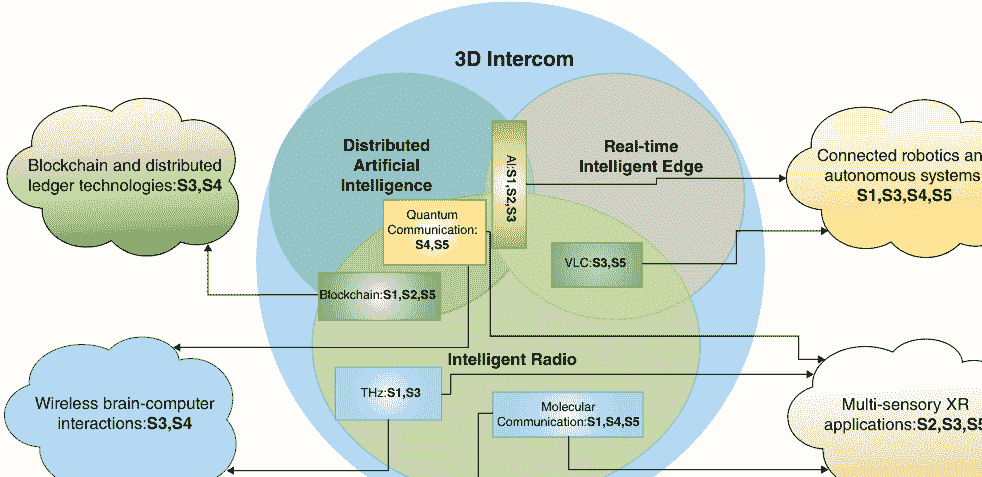 3D Intercom
Distributed
Artificial
Intelligence
Real-time
Intelligent Edge
AI:S1,S2,S3
Blockchain and distributed
ledger technologies:S3,S4
Connected robotics an
autonomous systems
S1,S3,S4,S5
Quantum
Communication:
S4,S5
VLC:S3,S5
Blockchain:S1,S2,S5
Intelligent Radio
THz:S1,S3
Molecular
Communication:S1,S4,S5
Wireless brain-computer
interactions:S3,S4
Multi-sensory XR
applications:S2,S3,S5